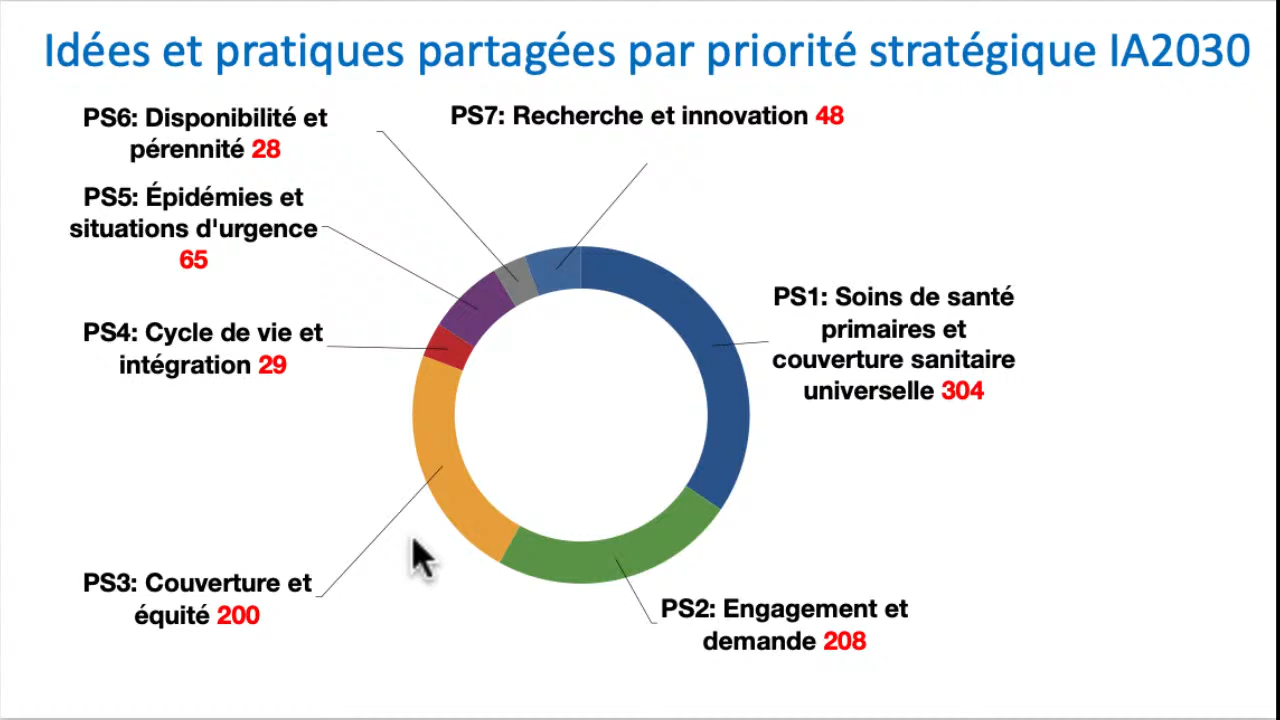 Idées et pratiques partagées par priorité stratégique IA2030
PS6: Disponibilité et
pérennité 28
PS7: Recherche et innovation 48
PS5: Épidémies et
situations d'urgence
65
PS1: Soins de santé
primaires et
couverture sanitaire
universelle 304
PS4: Cycle de vie et
intégration 29
PS3: Couverture et
équité 200
PS2: Engagement et
demande 208